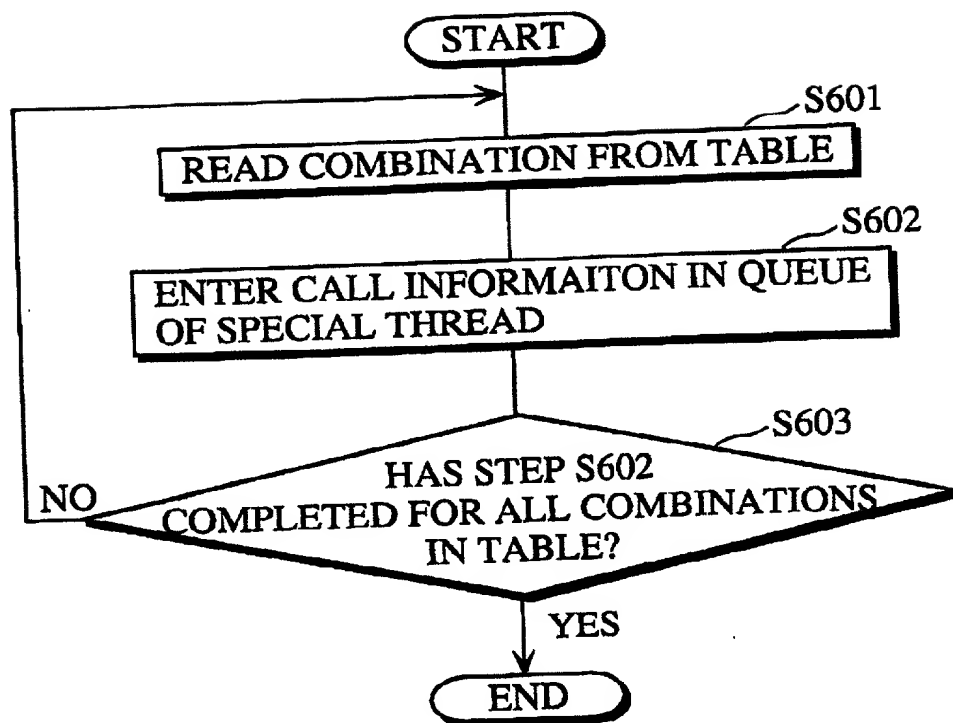 START
S601
READ COMBINATION FROM TABLE
S602
ENTER CALL INFORMAITON IN QUEUE
OF SPECIAL THREAD
S603
HAS STEP S602
NO
COMPLETED FOR ALL COMBINATIONS
IN TABLE?
YES
END